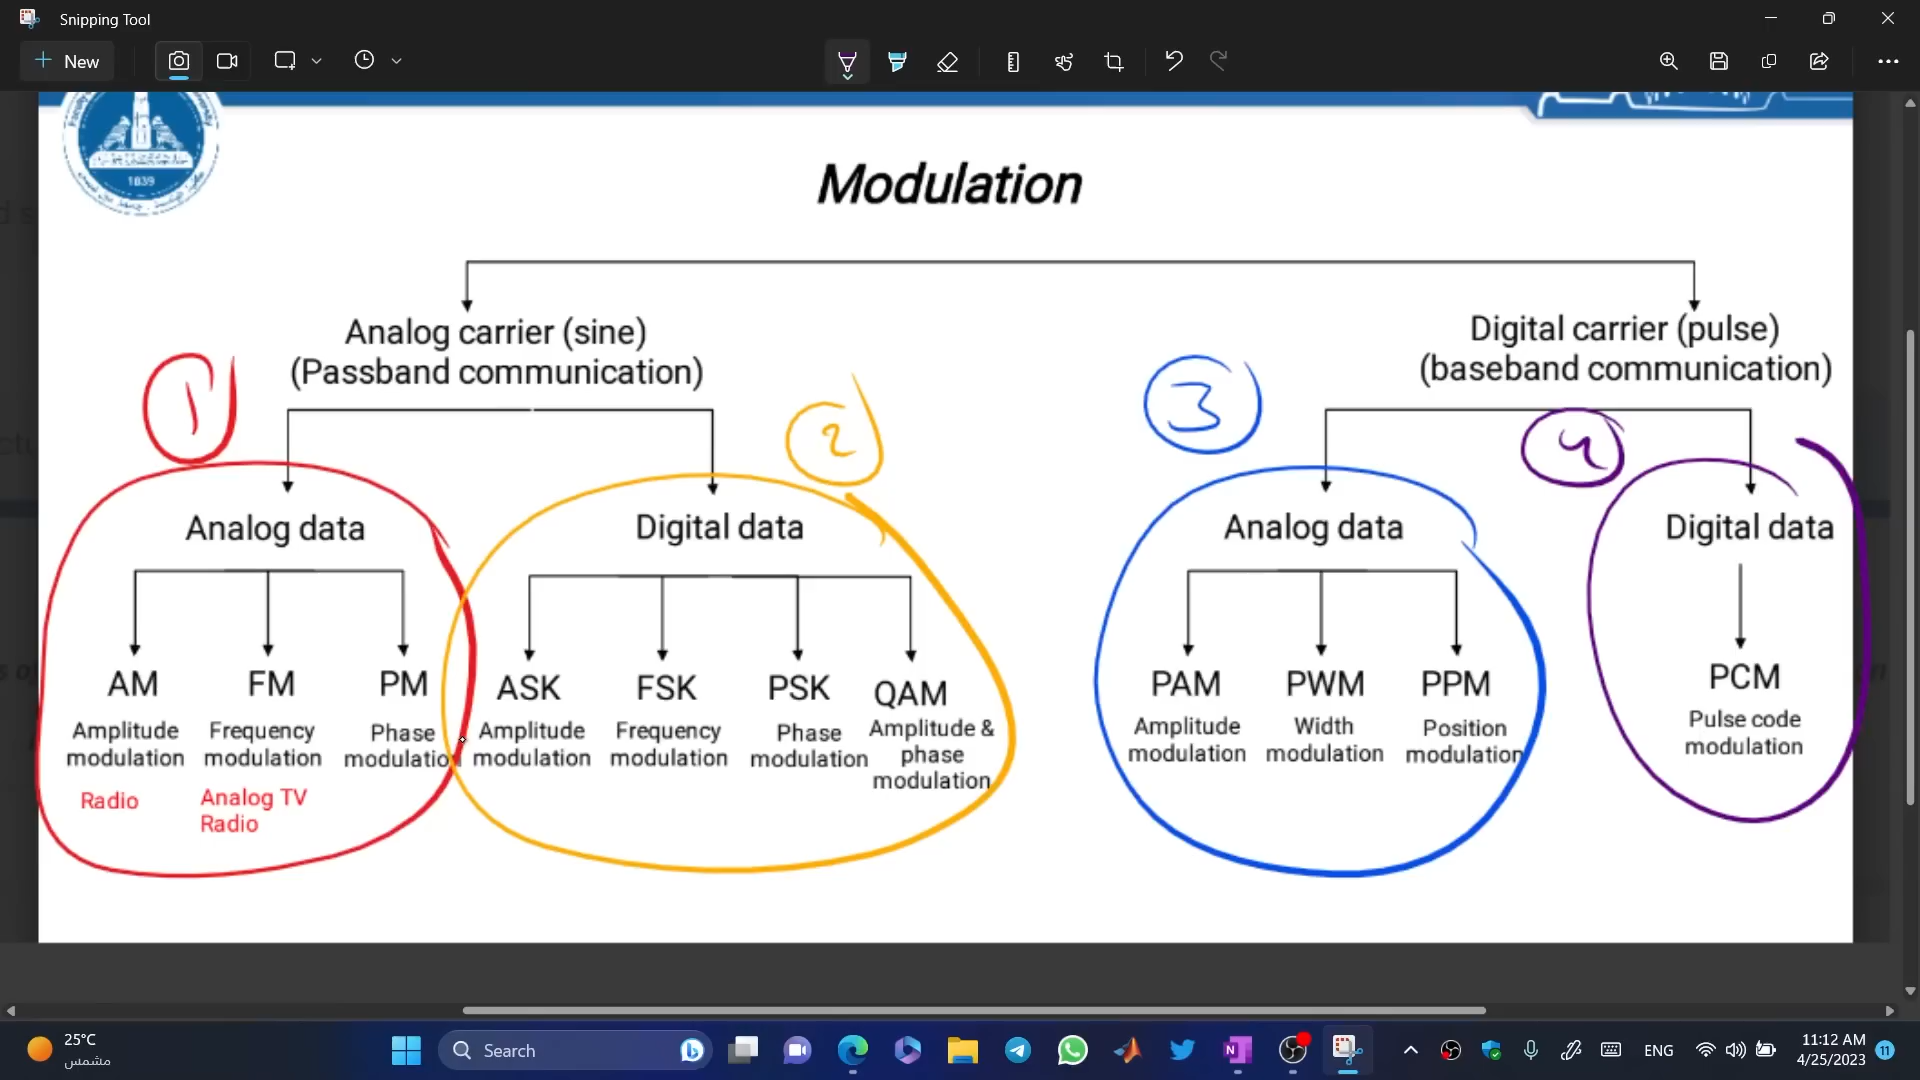 Snipping Tool
New
1839
Modulation
Analog carrier (sine)
(Passband communication)
Digital carrier (pulse)
(baseband communication)
1
2
3
4
Analog data
Digital data
Analog data
Digital data
AM
FM
PM
ASK
FSK
PSK
QAM
PAM
PWM
PPM
PCM
Amplitude
modulation
Frequency
modulation
Phase
modulation
Amplitude
modulation
Frequency
modulation
Phase
modulation
Amplitude &
phase
modulation
Amplitude
modulation
Width
modulation
Position
modulation
Pulse code
modulation
Radio
Analog TV
Radio
25°C
مشمس
Search
ENG
11:12 AM
4/25/2023
11